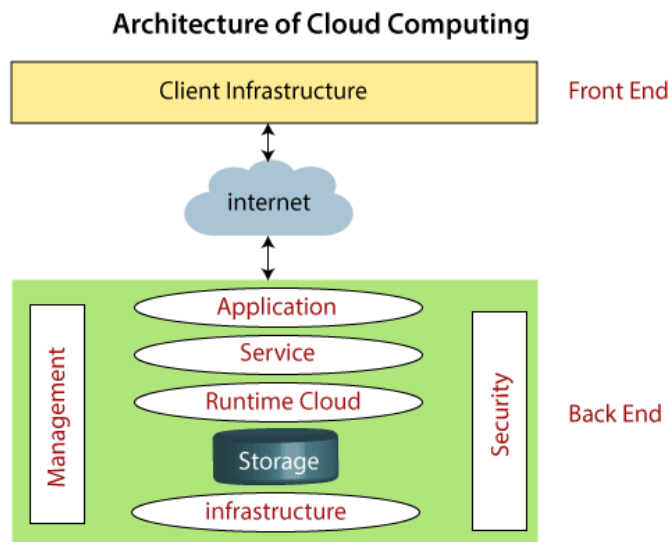 Architecture of Cloud Computing
Client Infrastructure
Front End
internet
Application
Service
Runtime Cloud
Storage
infrastructure
Management
Security
Back End